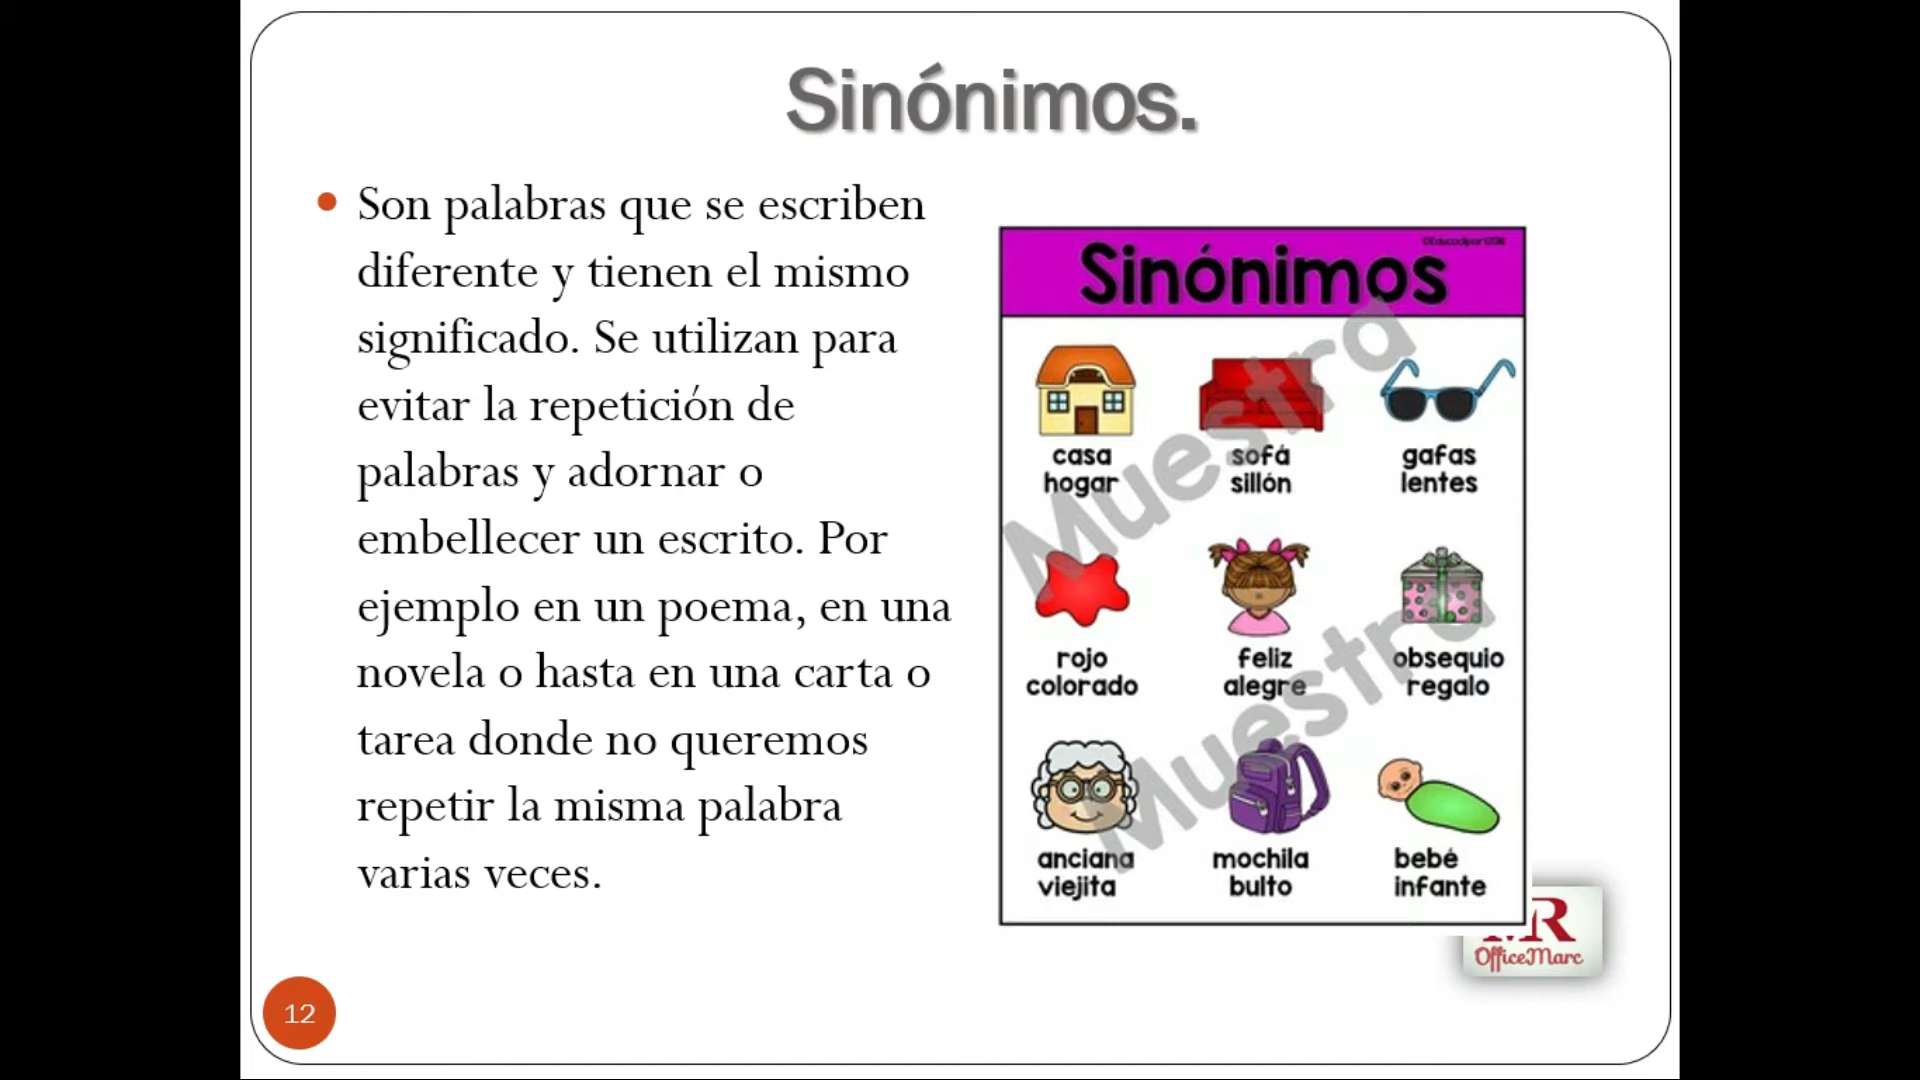 Sinónimos.
Son palabras que se escriben
diferente y tienen el mismo
significado. Se utilizan para
evitar la repetición de
palabras y adornar o
embellecer un escrito. Por
ejemplo en un poema, en una
novela o hasta en una carta o
tarea donde no queremos
repetir la misma palabra
varias veces.
Sinónimos
casa
hogar
sofá
sillón
gafas
lentes
rojo
colorado
feliz
alegre
obsequio
regalo
anciana
viejita
mochila
bulto
bebé
infante
Muestra
Muestra
MR
OfficeMarc
12